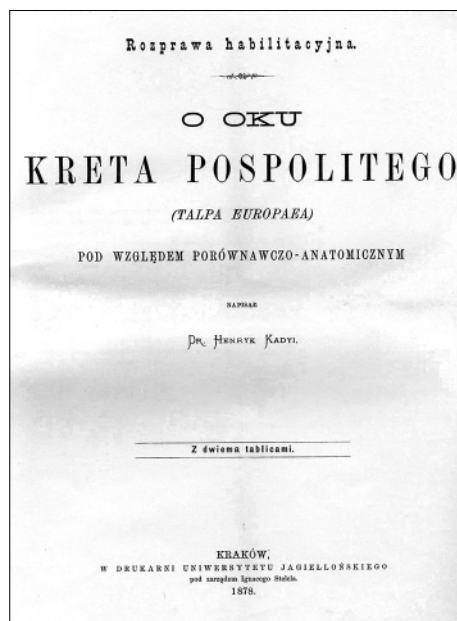 Rozprawa habilitacyjna.
O OKU
KRETA POSPOLITEGO
(TALPA EUROPAEA)
POD WZGLĘDEM PORÓWNAWCZO-ANATOMICZNYM
NAPISAŁ
DR. HENRYK KADYI.
Z dwiema tablicami.
KRAKÓW,
W DRUKARNI UNIWERSYTETU JAGIELLOŃSKIEGO
pod zarządem Ignacego Stelcla.
1878.